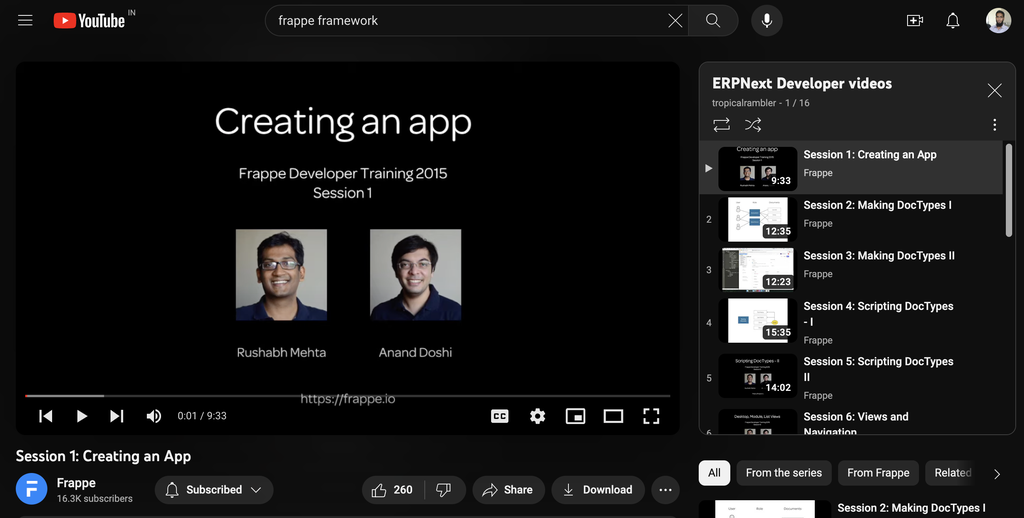 YouTube IN
frappe framework
Creating an app
Frappe Developer Training 2015
Session 1
Rushabh Mehta
Anand Doshi
https://frappe.io
0:01 / 9:33
CC
Session 1: Creating an App
Frappe
16.3K subscribers
Subscribed
260
Share
Download
ERPNext Developer videos
tropicalrambler - 1 / 16
Creating an app
9:33
Session 1: Creating an App
Frappe
2
12:35
Session 2: Making DocTypes I
Frappe
3
12:23
Session 3: Making DocTypes II
Frappe
4
15:35
Session 4: Scripting DocTypes
- I
Frappe
5
Scripting DocTypes - II
14:02
Session 5: Scripting DocTypes
II
Frappe
6
Desktop, Module, List Views
Session 6: Views and
Navigation
All
From the series
From Frappe
Related
Session 2: Making DocTypes I